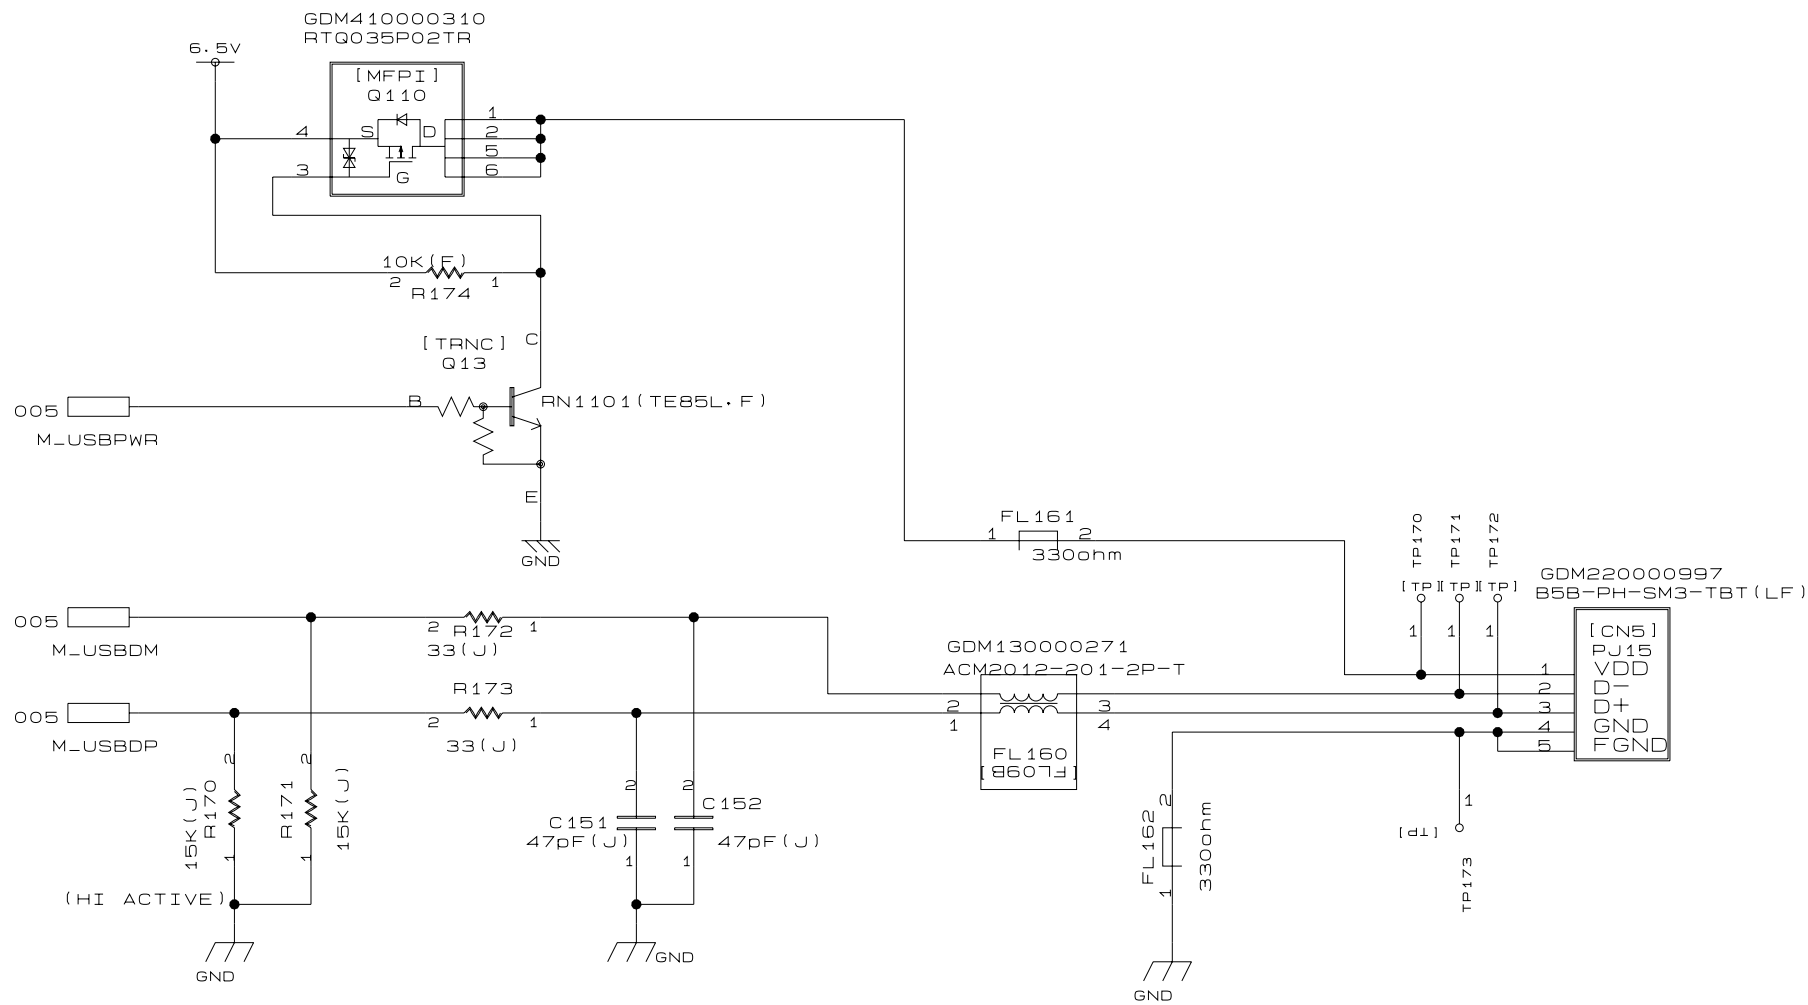 GDM410000310
RTQ035P02TR
6.5V
[MFPI]
Q110
1
4
S
D
2
5
3
G
6
10K(F)
2
1
R174
[TRNC]
C
Q13
005
B
RN1101(TE85L.F)
M_USBPWR
E
GND
FL161
1
2
330ohm
TP170
TP171
TP172
[TP]
[TP]
[TP]
1
1
1
GDM220000997
B5B-PH-SM3-TBT(LF)
[CN5]
PJ15
1
VDD
2
D-
3
D+
4
GND
5
FGND
005
M_USBDM
2
R172
1
33(J)
GDM130000271
ACM2012-201-2P-T
R173
005
2
1
M_USBDP
33(J)
2
3
1
4
FL160
[FL09B]
2
2
15K(J)
R170
R171
15K(J)
1
1
2
2
C151
C152
47pF(J)
47pF(J)
1
1
2
FL162
330ohm
1
1
[TP]
TP173
(HI ACTIVE)
GND
GND
GND